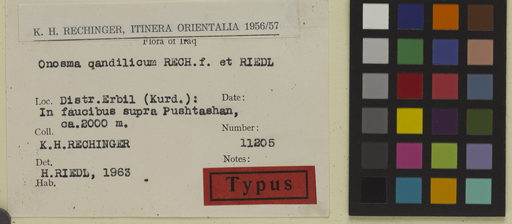 K. H. RECHINGER, ITINERA ORIENTALIA 1956/57
Flora of Iraq
Onosma qandilicum RECH.f. et RIEDL
Loc. Distr.Erbil (Kurd.): Date:
In faucibus supra Pushtashan,
ca.2000 m.
Coll. Number:
K.H.RECHINGER 11205
Det. Notes:
H.RIEDL, 1963
Hab.
Typus